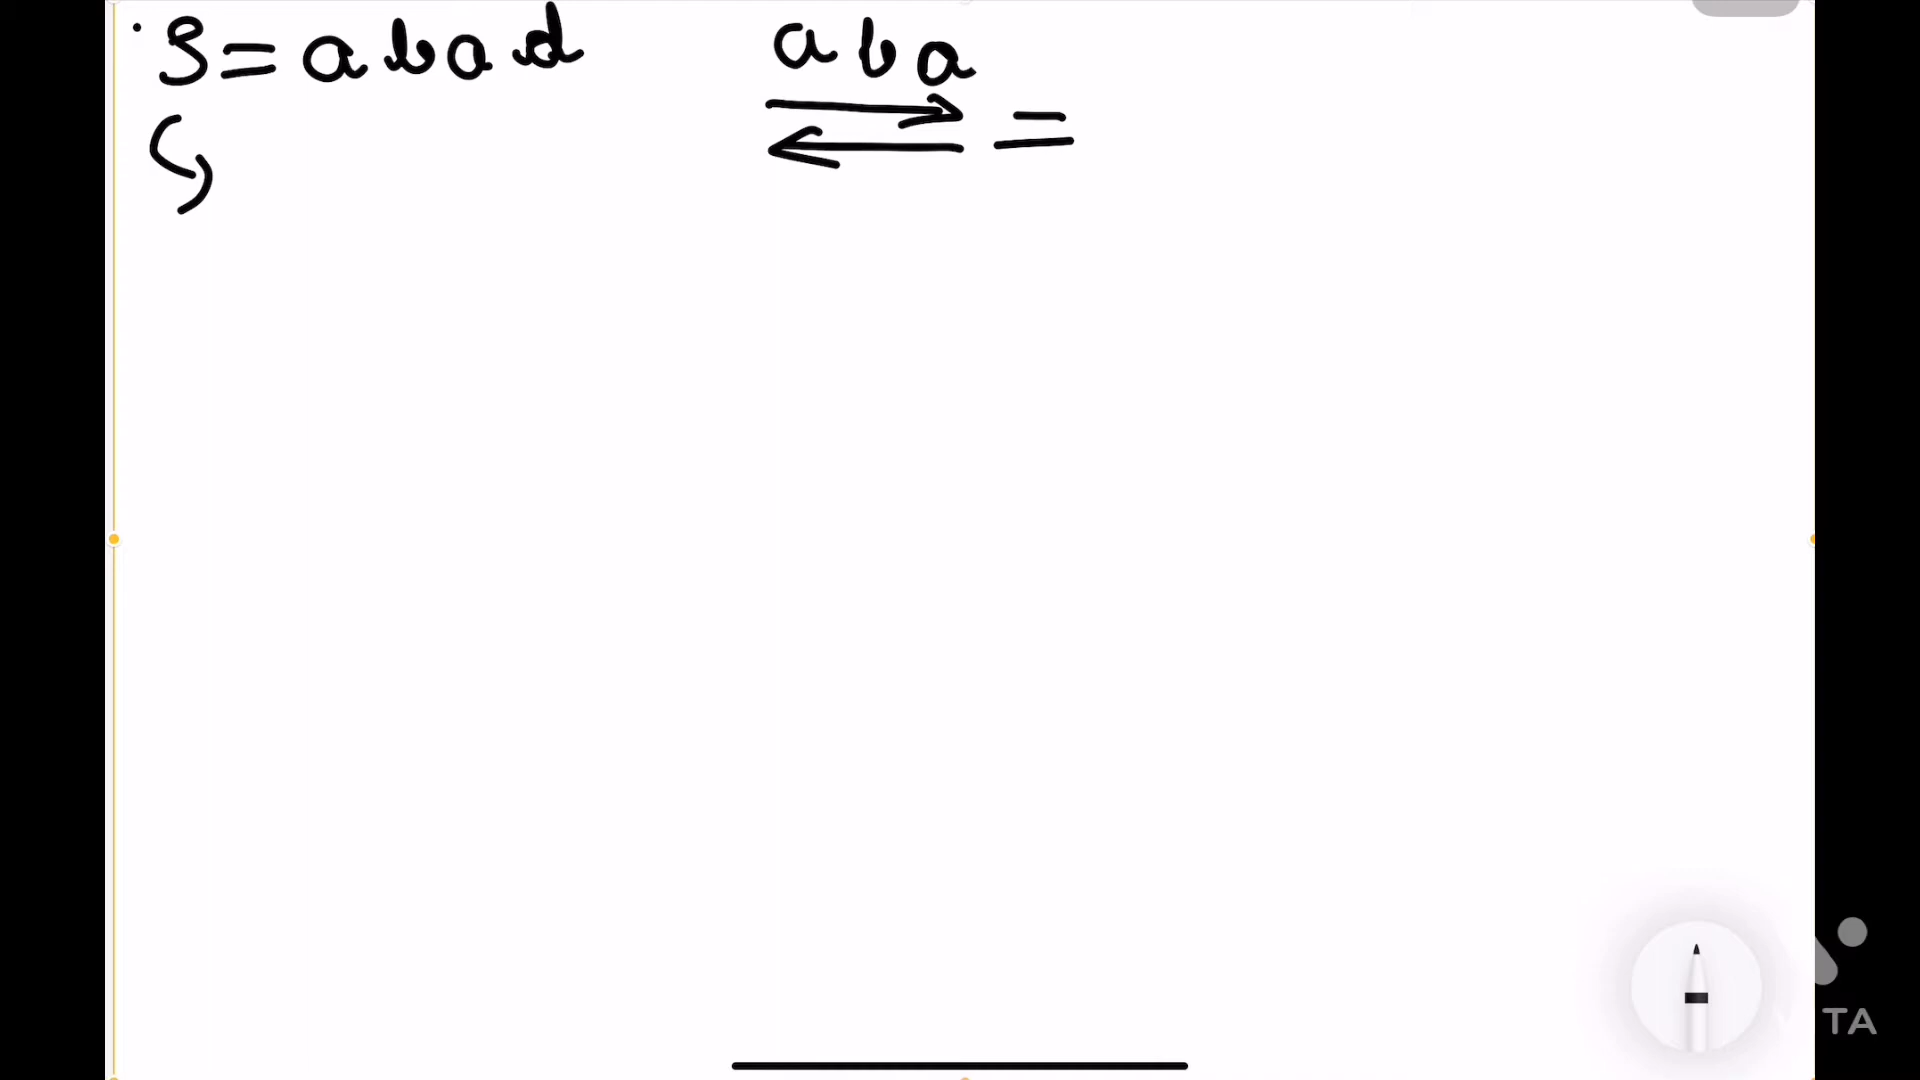 S = abad
aba
=
TA